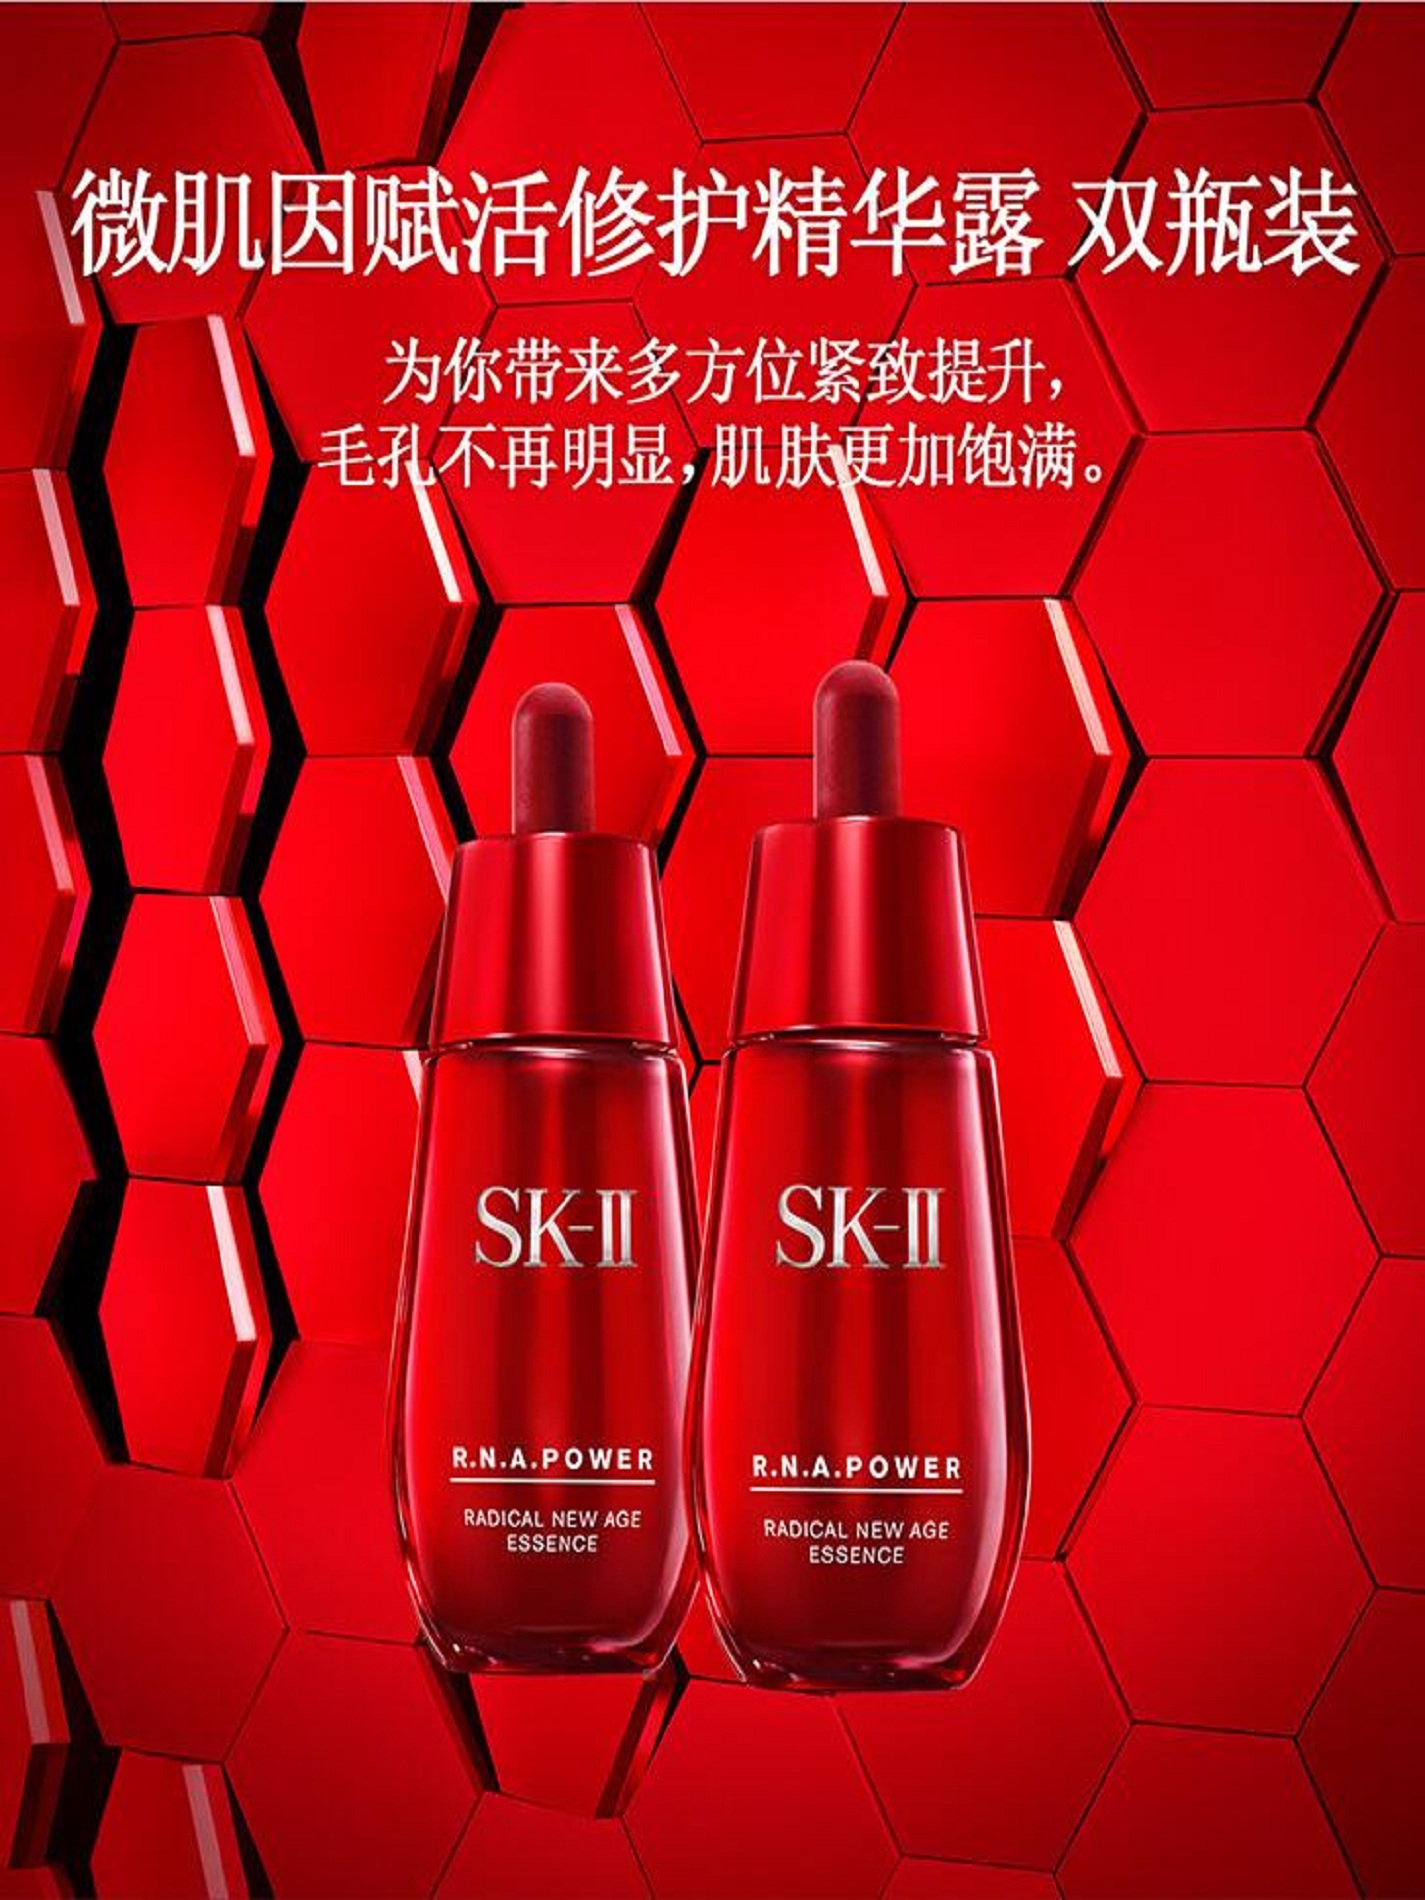 微肌因赋活修护精华露 双瓶装
为你带来多方位紧致提升，
毛孔不再明显，肌肤更加饱满。
SK-II
R.N.A.POWER
RADICAL NEW AGE
ESSENCE
SK-II
R.N.A.POWER
RADICAL NEW AGE
ESSENCE